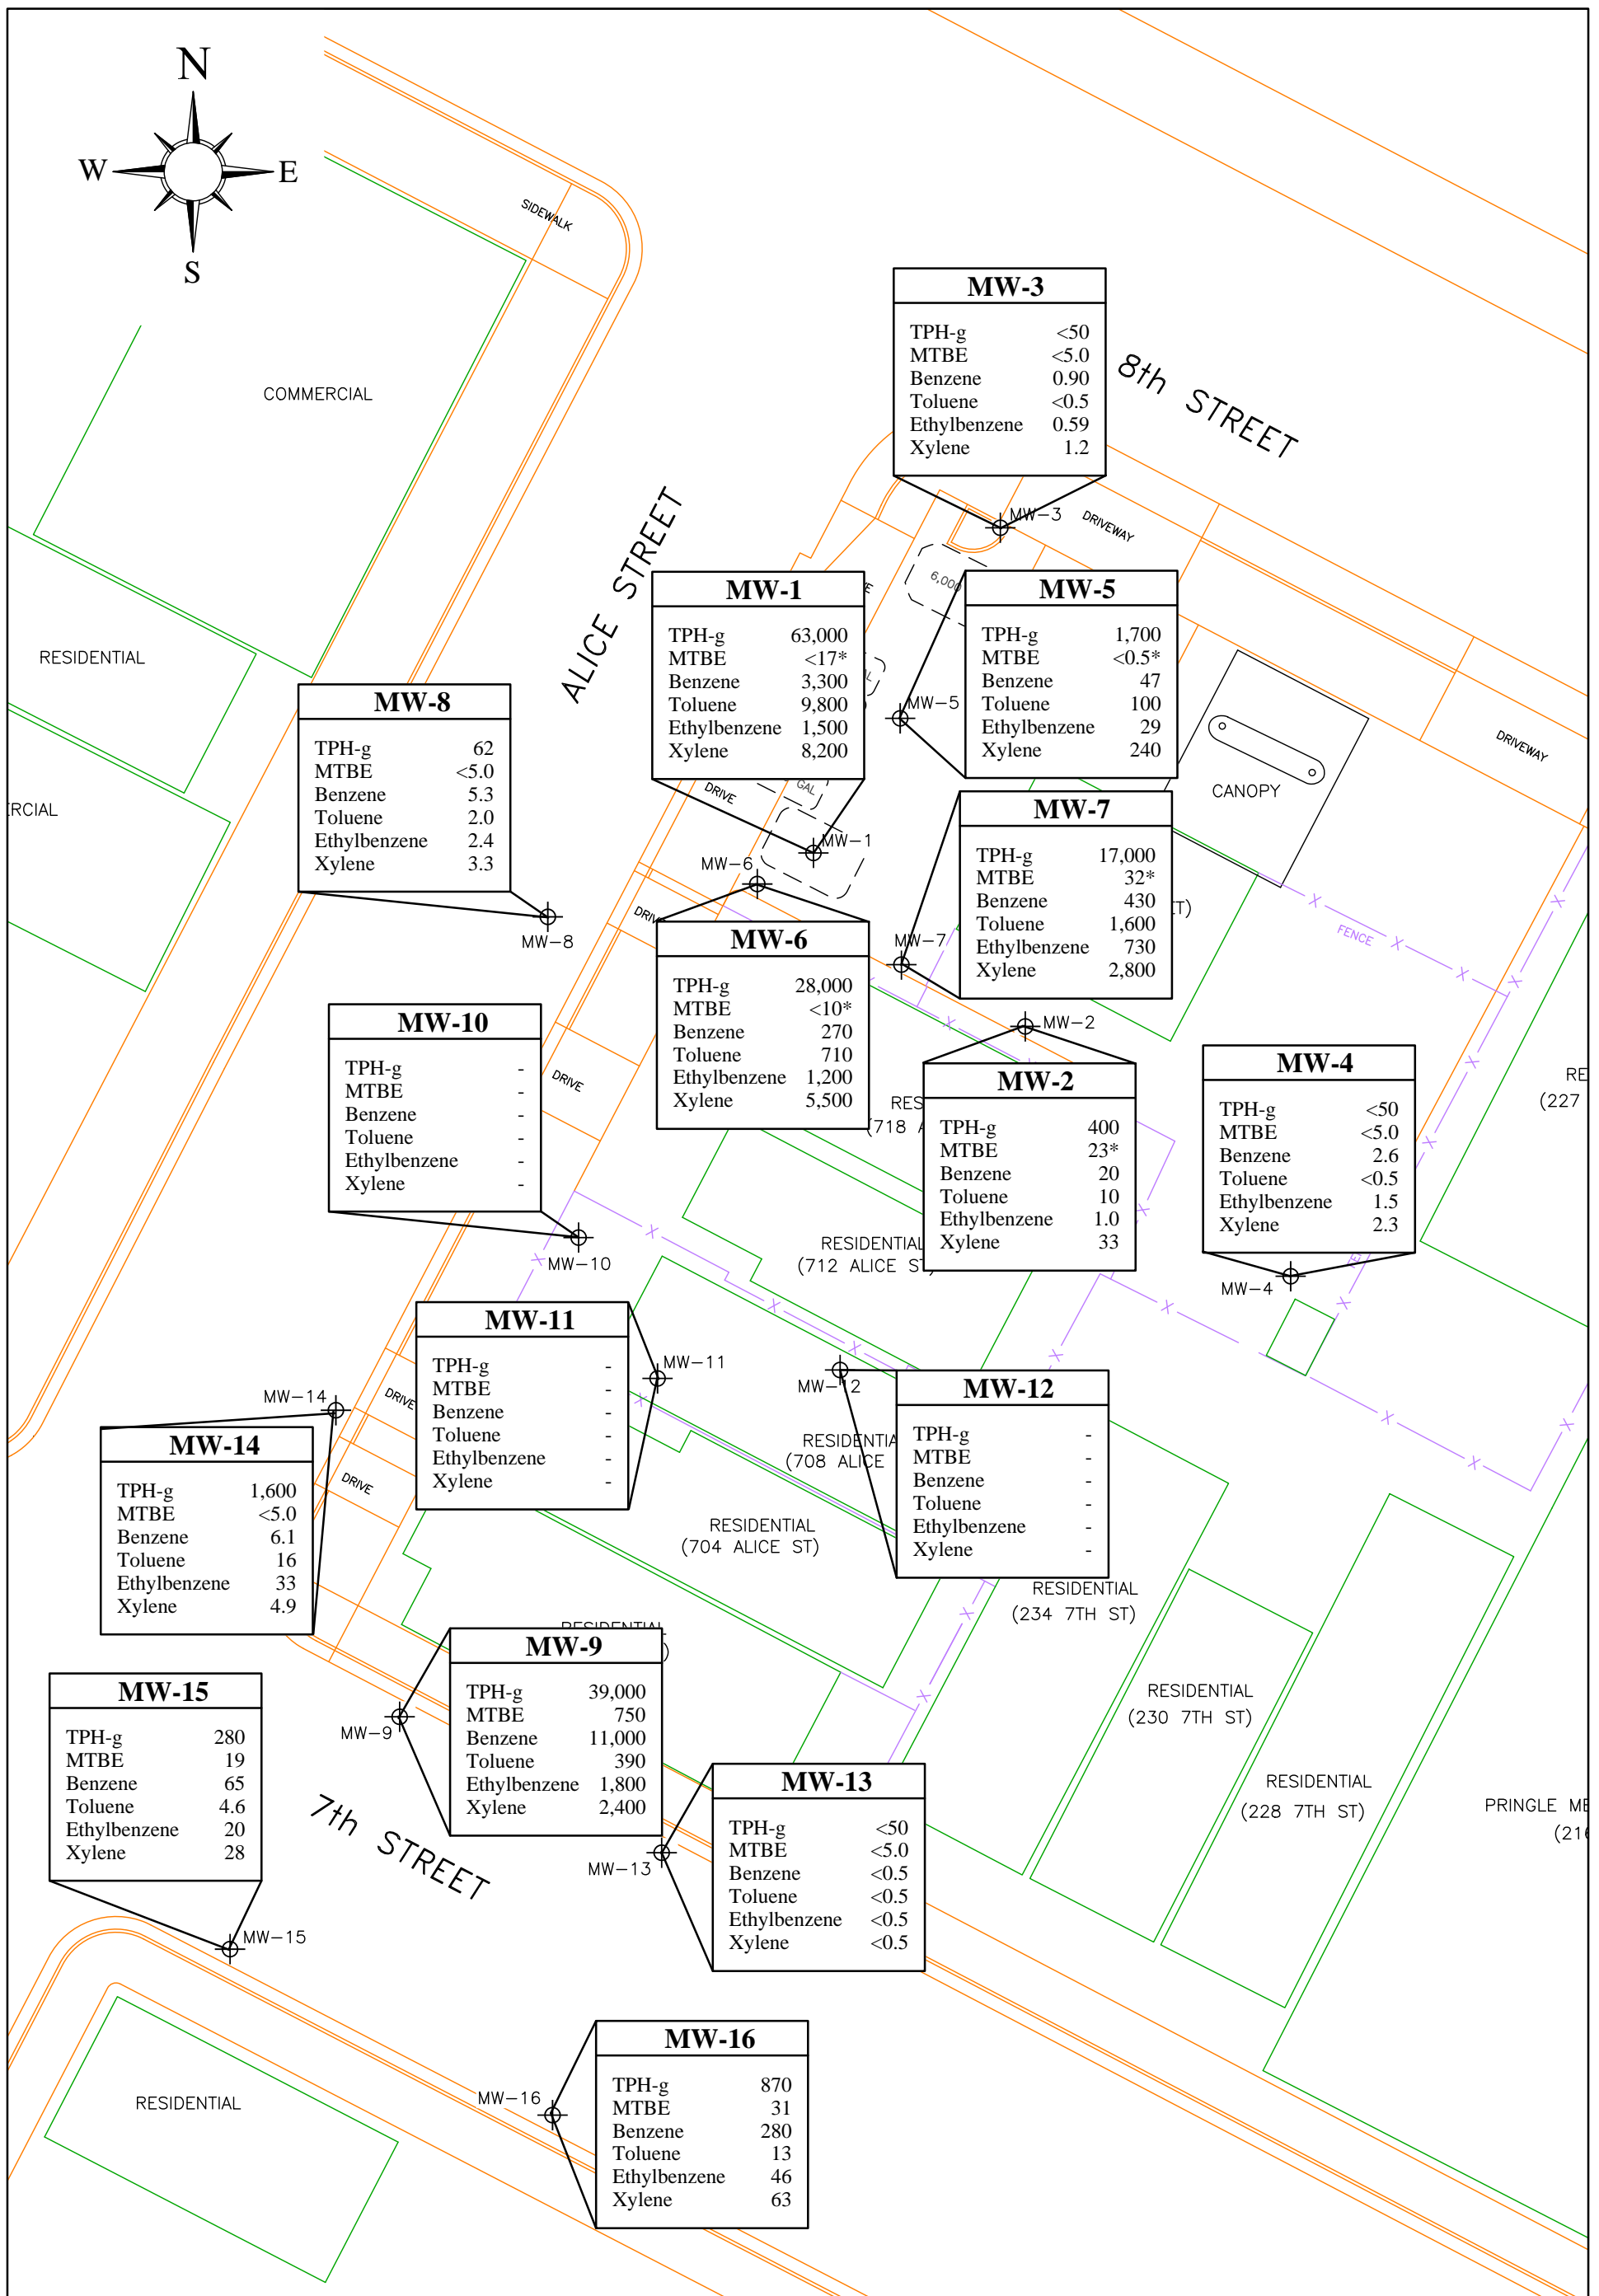 N
W E
S
SIDEWALK
COMMERCIAL
MW-3
TPH-g <50
MTBE <5.0
Benzene 0.90
Toluene <0.5
Ethylbenzene 0.59
Xylene 1.2
8th STREET
MW-3
DRIVEWAY
ALICE STREET
6,000
RESIDENTIAL
MW-1
TPH-g 63,000
MTBE <17*
Benzene 3,300
Toluene 9,800
Ethylbenzene 1,500
Xylene 8,200
MW-5
TPH-g 1,700
MTBE <0.5*
Benzene 47
Toluene 100
Ethylbenzene 29
Xylene 240
MW-5
DRIVEWAY
CANOPY
MW-8
TPH-g 62
MTBE <5.0
Benzene 5.3
Toluene 2.0
Ethylbenzene 2.4
Xylene 3.3
MW-8
ERCIAL
DRIVE
GAL
MW-1
MW-6
DRIV
MW-7
TPH-g 17,000
MTBE 32*
Benzene 430
Toluene 1,600
Ethylbenzene 730
Xylene 2,800
MW-7
ET)
X X X FENCE X X X X
MW-6
TPH-g 28,000
MTBE <10*
Benzene 270
Toluene 710
Ethylbenzene 1,200
Xylene 5,500
MW-10
TPH-g -
MTBE -
Benzene -
Toluene -
Ethylbenzene -
Xylene -
MW-10
DRIVE
MW-2
MW-2
TPH-g 400
MTBE 23*
Benzene 20
Toluene 10
Ethylbenzene 1.0
Xylene 33
RES
(718 A
MW-4
TPH-g <50
MTBE <5.0
Benzene 2.6
Toluene <0.5
Ethylbenzene 1.5
Xylene 2.3
MW-4
RE
(227
RESIDENTIAL
(712 ALICE ST)
MW-11
TPH-g -
MTBE -
Benzene -
Toluene -
Ethylbenzene -
Xylene -
MW-11
MW-12
MW-12
TPH-g -
MTBE -
Benzene -
Toluene -
Ethylbenzene -
Xylene -
MW-14
DRIVE
MW-14
TPH-g 1,600
MTBE <5.0
Benzene 6.1
Toluene 16
Ethylbenzene 33
Xylene 4.9
DRIVE
RESIDENTIA
(708 ALICE
RESIDENTIAL
(704 ALICE ST)
RESIDENTIAL
(234 7TH ST)
RESIDENTIAL
)
MW-9
TPH-g 39,000
MTBE 750
Benzene 11,000
Toluene 390
Ethylbenzene 1,800
Xylene 2,400
MW-9
MW-15
TPH-g 280
MTBE 19
Benzene 65
Toluene 4.6
Ethylbenzene 20
Xylene 28
MW-15
7th STREET
RESIDENTIAL
(230 7TH ST)
MW-13
TPH-g <50
MTBE <5.0
Benzene <0.5
Toluene <0.5
Ethylbenzene <0.5
Xylene <0.5
MW-13
RESIDENTIAL
(228 7TH ST)
PRINGLE ME
(216
MW-16
TPH-g 870
MTBE 31
Benzene 280
Toluene 13
Ethylbenzene 46
Xylene 63
MW-16
RESIDENTIAL